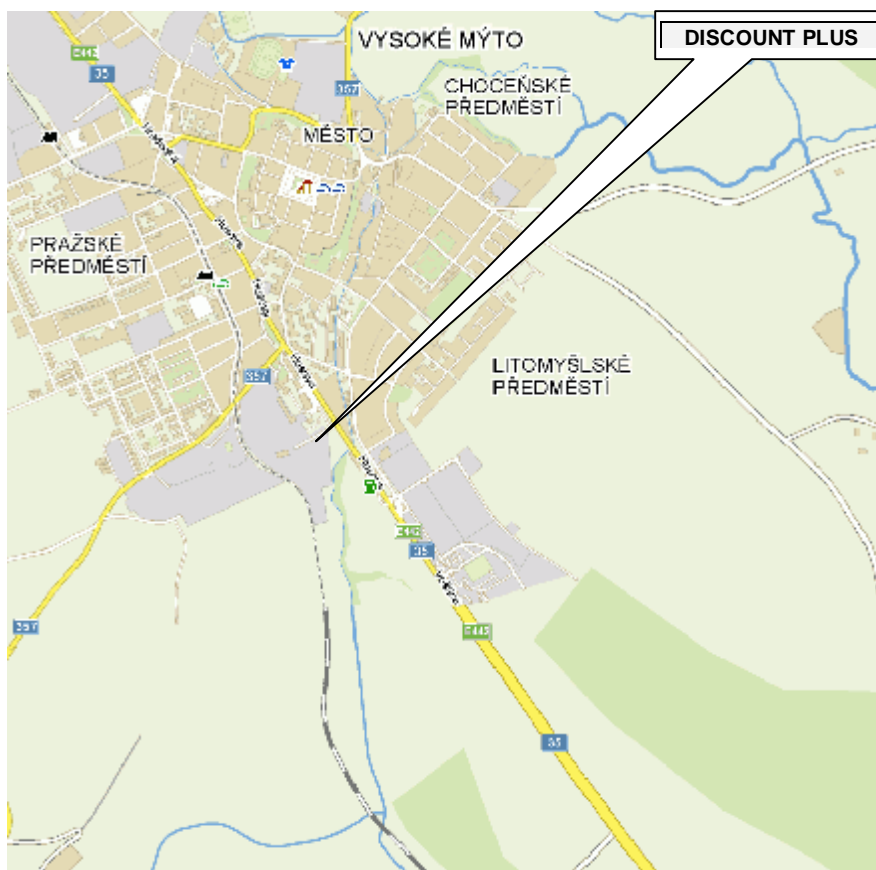 VYSOKÉ MÝTO
DISCOUNT PLUS
E442
35
357
CHOCEŇSKÉ
PŘEDMĚSTÍ
MĚSTO
PRAŽSKÉ
PŘEDMĚSTÍ
LITOMYŠLSKÉ
PŘEDMĚSTÍ
357
E442
35
357
E442
35